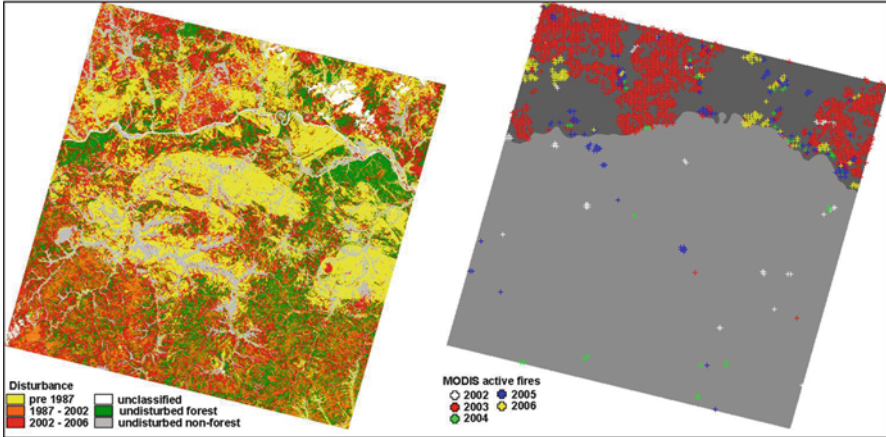 Disturbance
pre 1987
1987 - 2002
2002 - 2006
unclassified
undisturbed forest
undisturbed non-forest
MODIS active fires
2002
2003
2004
2005
2006